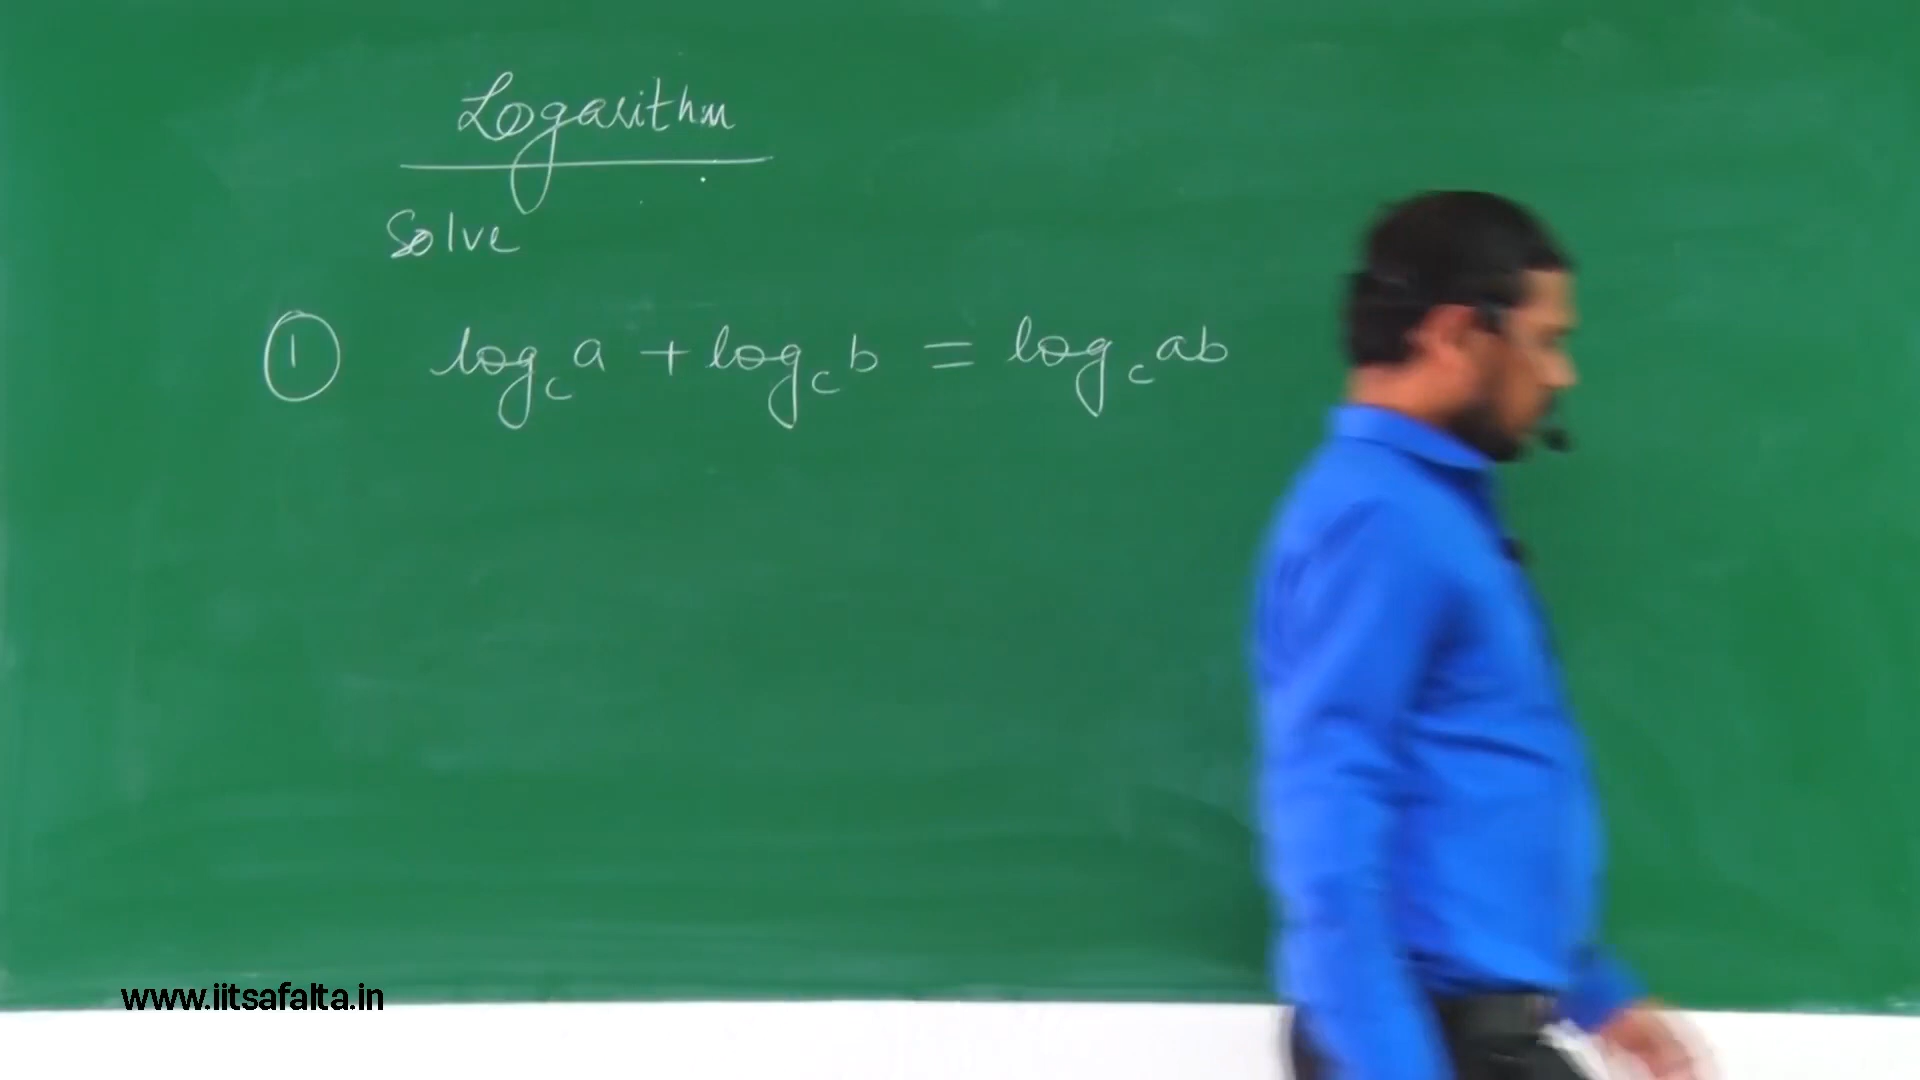 Logarithm
Solve
① log_c a + log_c b = log_c ab
www.iitsafalta.in